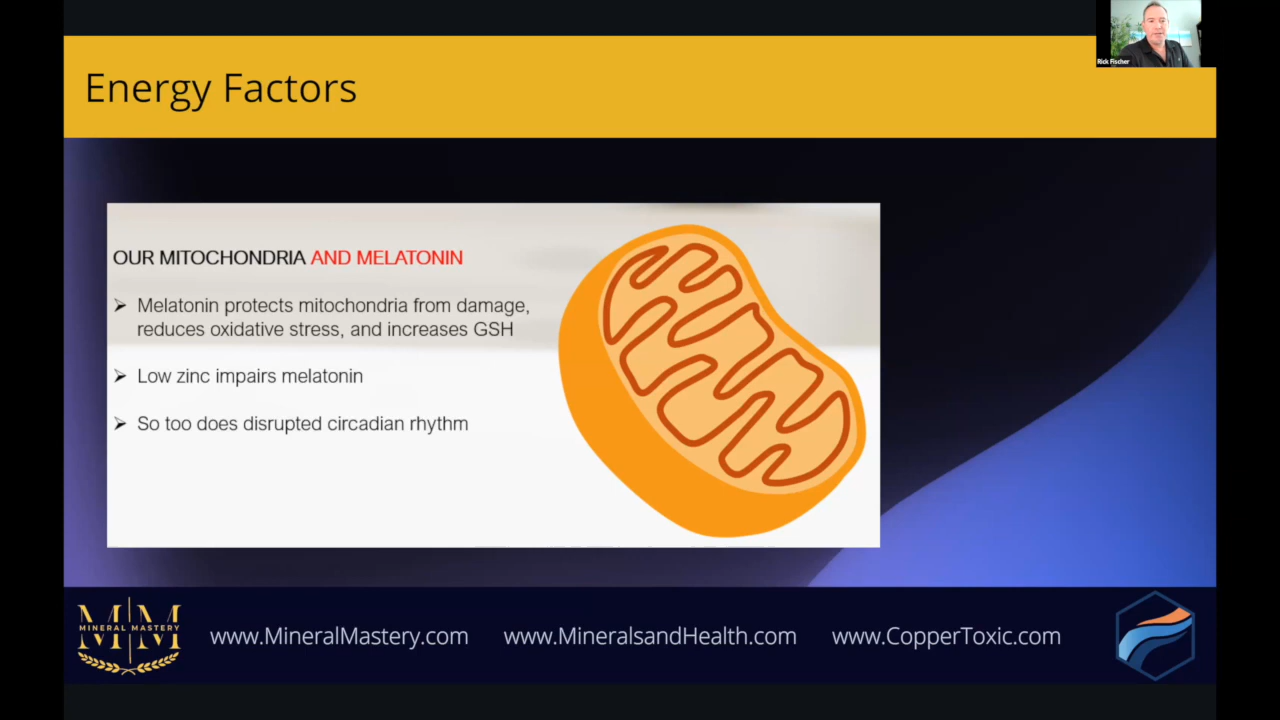 Rick Fischer
Energy Factors
OUR MITOCHONDRIA AND MELATONIN
➢ Melatonin protects mitochondria from damage,
reduces oxidative stress, and increases GSH
➢ Low zinc impairs melatonin
➢ So too does disrupted circadian rhythm
M|M
MINERAL MASTERY
www.MineralMastery.com
www.MineralsandHealth.com
www.CopperToxic.com